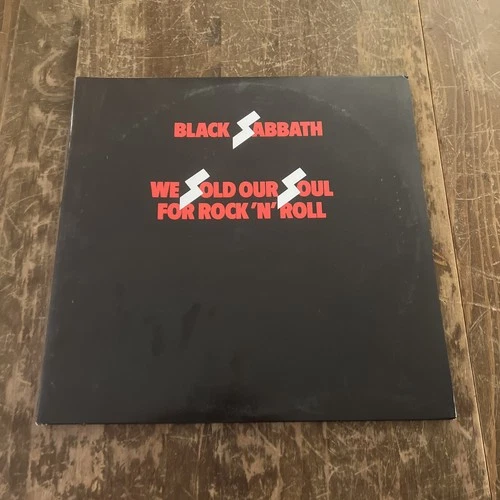 BLACK SABBATH
WE SOLD OUR SOUL
FOR ROCK 'N' ROLL